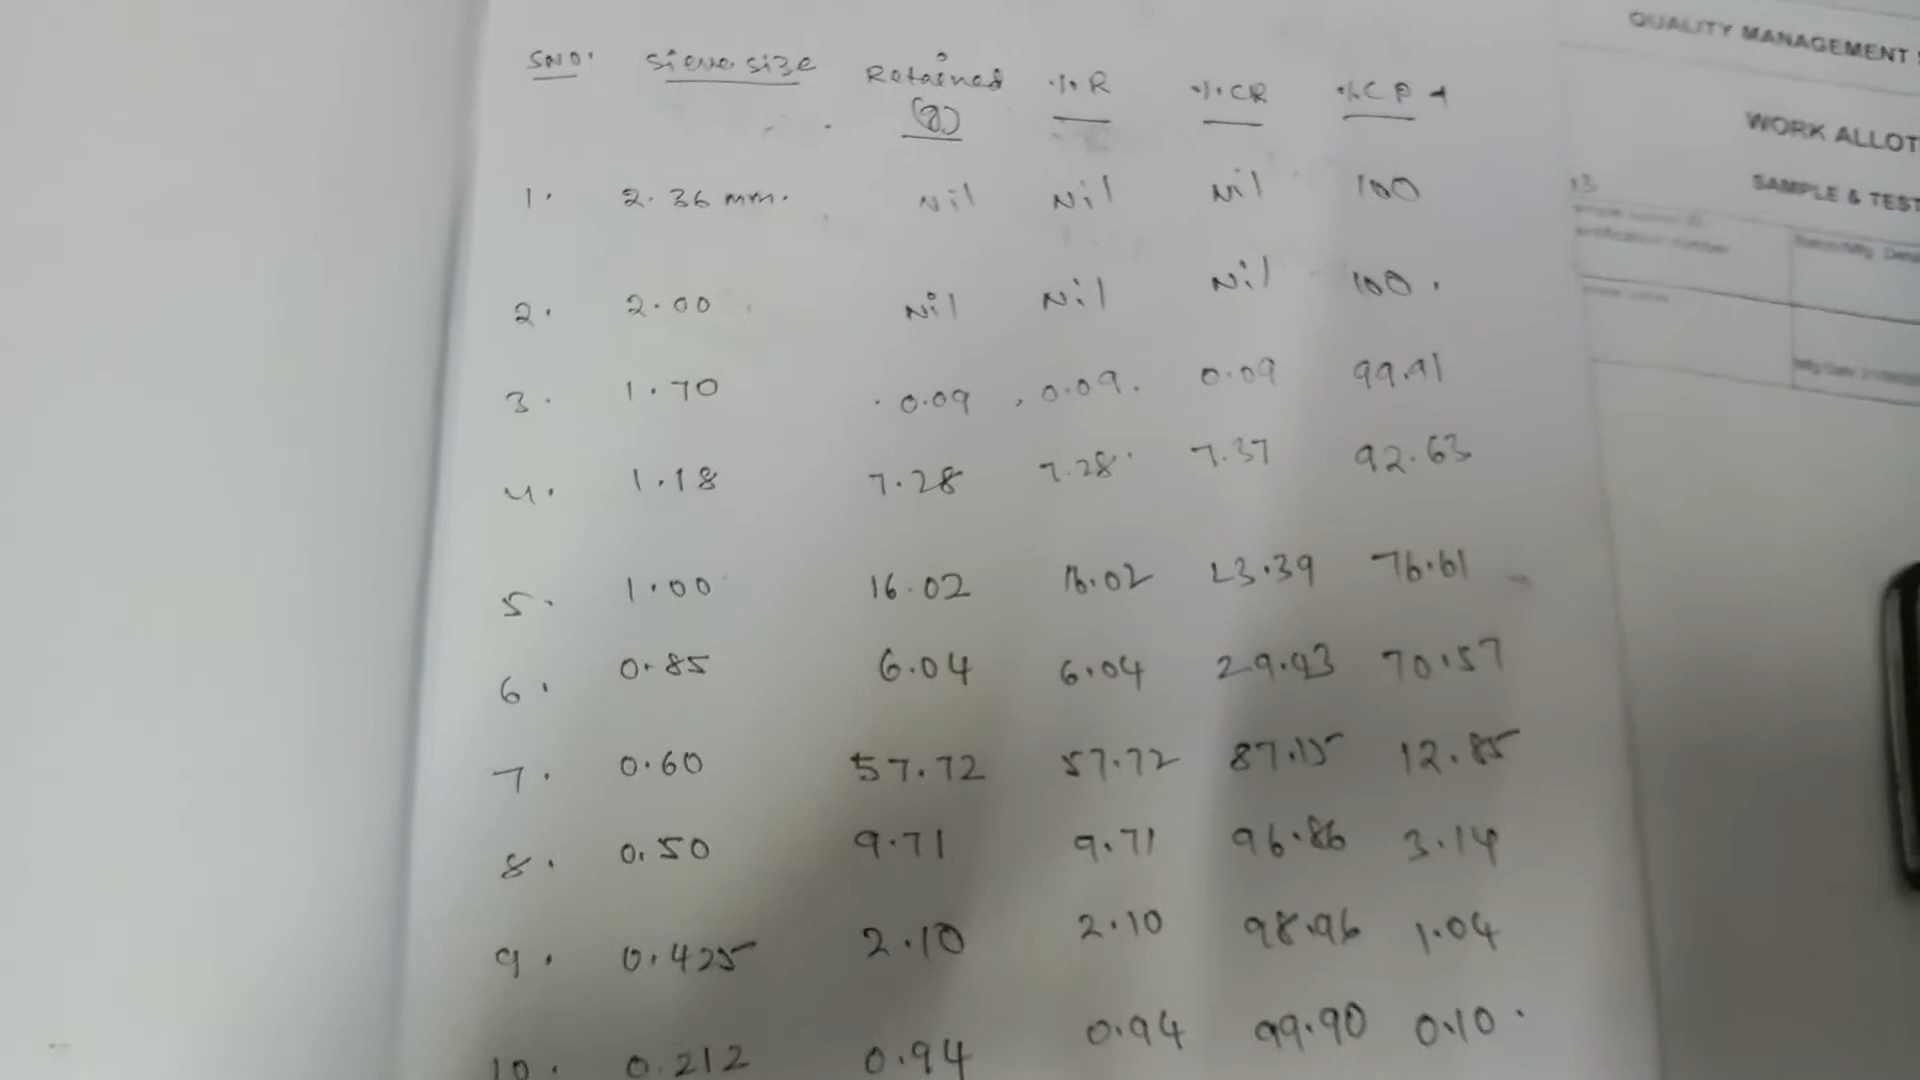 SNO. Sieve size Retained %R %CR %CP
(g)
1. 2.36 mm. Nil Nil Nil 100
2. 2.00 Nil Nil Nil 100.
3. 1.70 0.09 0.09. 0.09 99.91
4. 1.18 7.28 7.28 7.37 92.63
5. 1.00 16.02 16.02 23.39 76.61
6. 0.85 6.04 6.04 29.43 70.57
7. 0.60 57.72 57.72 87.15 12.85
8. 0.50 9.71 9.71 96.86 3.14
9. 0.425 2.10 2.10 98.96 1.04
10. 0.212 0.94 0.94 99.90 0.10.
QUALITY MANAGEMENT
WORK ALLOT
SAMPLE & TEST